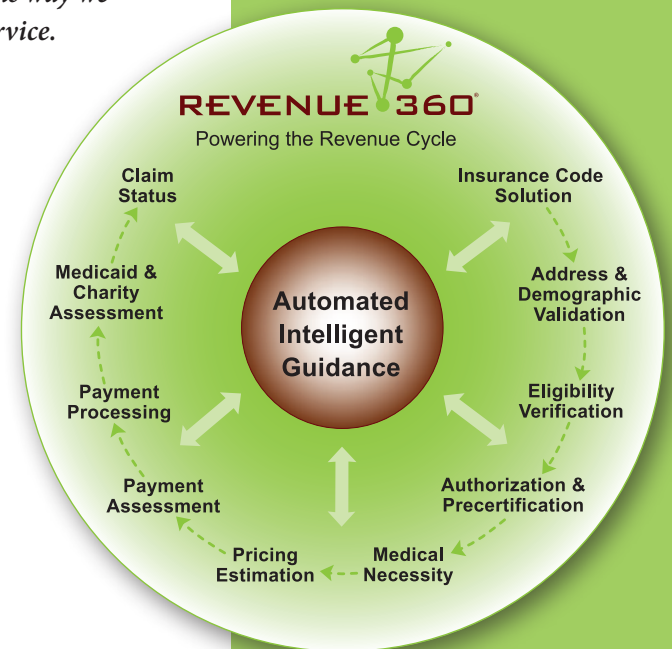 vice.
REVENUE 360®
Powering the Revenue Cycle
Claim
Status
Insurance Code
Solution
Medicaid &
Charity
Assessment
Address &
Demographic
Validation
Automated
Intelligent
Guidance
Payment
Processing
Eligibility
Verification
Payment
Assessment
Authorization &
Precertification
Pricing
Estimation
Medical
Necessity